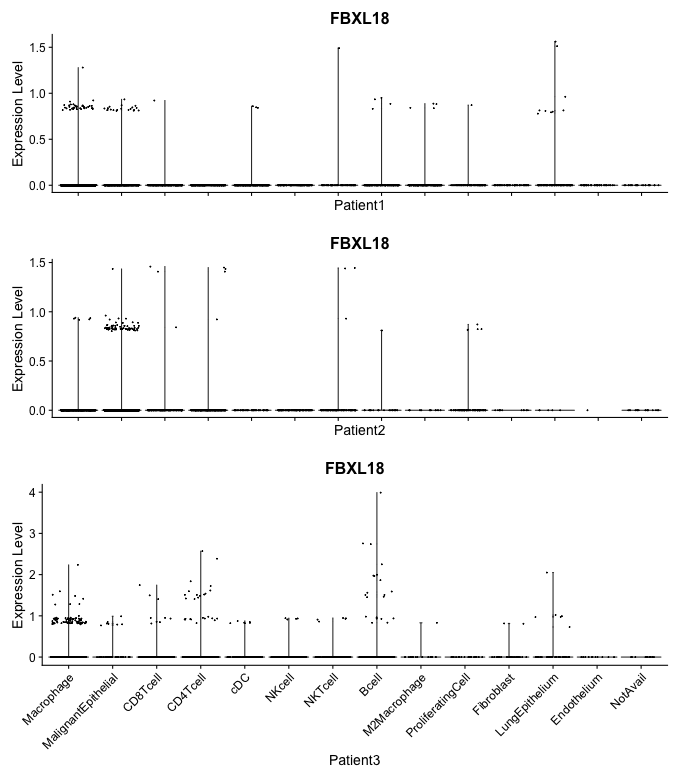 FBXL18
Expression Level
1.5
1.0
0.5
0.0
Patient1
FBXL18
Expression Level
1.5
1.0
0.5
0.0
Patient2
FBXL18
Expression Level
4
3
2
1
0
Macrophage
MalignantEpithelial
CD8Tcell
CD4Tcell
cDC
NKcell
NKTcell
Bcell
M2Macrophage
ProliferatingCell
Fibroblast
LungEpithelium
Endothelium
NotAvail
Patient3